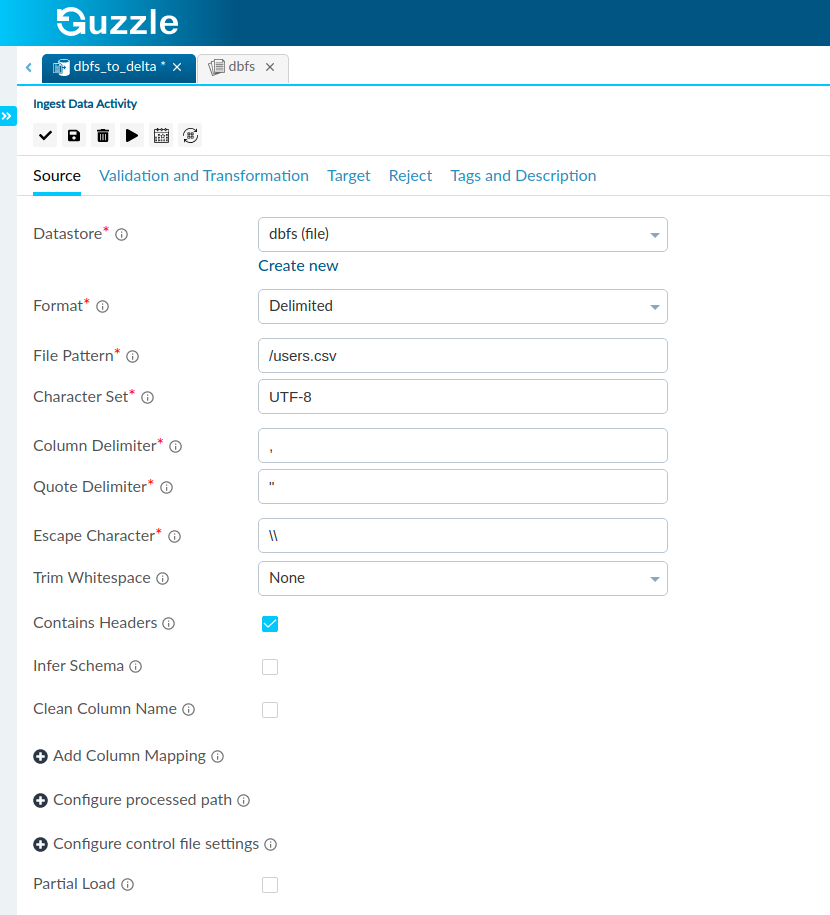 Guzzle
dbfs_to_delta *
dbfs
Ingest Data Activity
Source Validation and Transformation Target Reject Tags and Description
Datastore* dbfs (file)
Create new
Format* Delimited
File Pattern* /users.csv
Character Set* UTF-8
Column Delimiter* ,
Quote Delimiter* "
Escape Character* \\
Trim Whitespace None
Contains Headers
Infer Schema
Clean Column Name
Add Column Mapping
Configure processed path
Configure control file settings
Partial Load